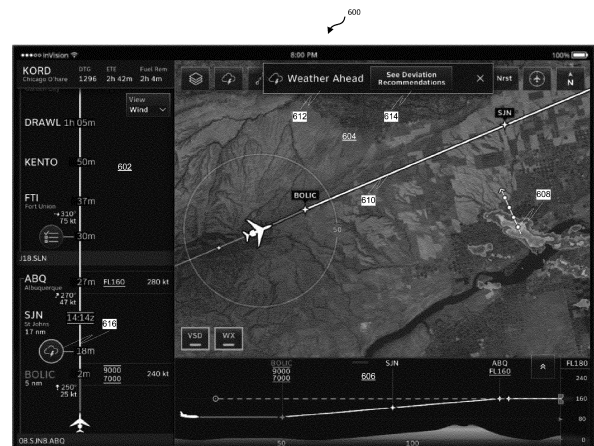 600
inVision 8:00 PM 100%
KORD
Chicago O'hare
DTG
1296
ETE
2h 42m
Fuel Rem
2h 4m
Weather Ahead
See Deviation
Recommendations
Nrst
N
View
Wind
DRAWL 1h 05m
KENTO 50m
602
FTI 37m
Fort Union
310°
75 kt
30m
J18.SLN
ABQ 27m FL160 280 kt
Albuquerque
270°
47 kt
SJN 14:14z
St Johns
17 nm
616
18m
BOLIC 2m 9000 240 kt
5 nm 7000
250°
25 kt
08.SJN8.ABQ
612
614
604
SJN
608
BOLIC
610
50
VSD
WX
BOLIC
9000
7000
SJN
606
ABQ
FL160
FL180
240
160
80
0
50
100